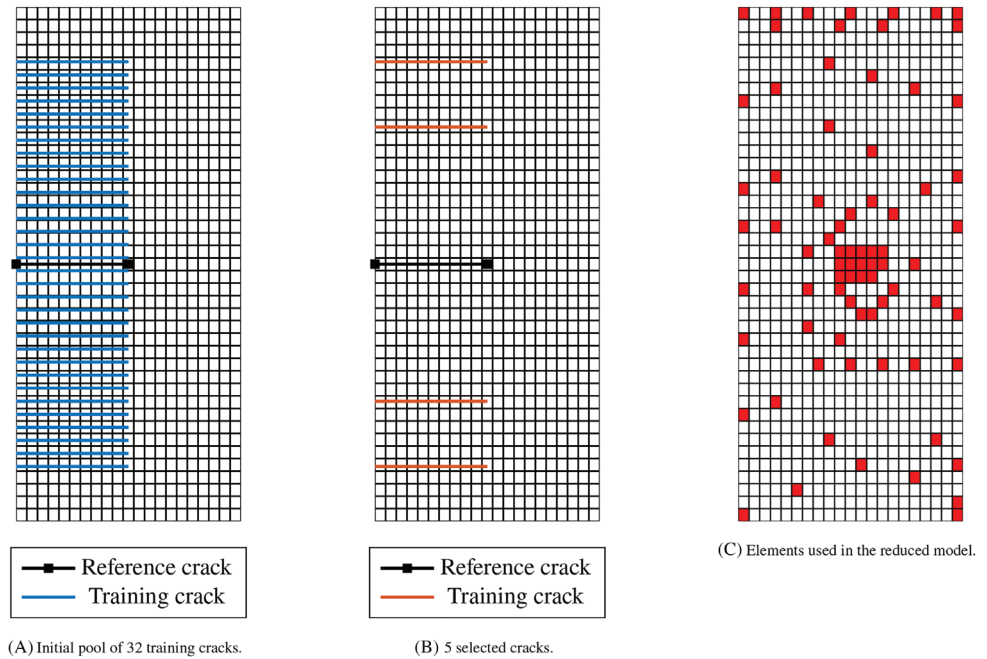 Reference crack
Training crack
(A) Initial pool of 32 training cracks.
Reference crack
Training crack
(B) 5 selected cracks.
(C) Elements used in the reduced model.